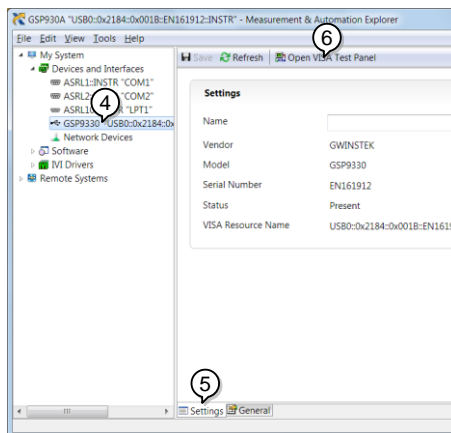 GSP930A "USB0::0x2184::0x001B::EN161912::INSTR" - Measurement & Automation Explorer
File Edit View Tools Help
6
My System
Devices and Interfaces
ASRL1::INSTR "COM1"
ASRL2: "COM2"
ASRL10 R "LPT1"
4
GSP9330 "USB0::0x2184::0x
Network Devices
Software
IVI Drivers
Remote Systems
Save Refresh Open VISA Test Panel
Settings
Name
Vendor GWINSTEK
Model GSP9330
Serial Number EN161912
Status Present
VISA Resource Name USB0::0x2184::0x001B::EN161
5
Settings General